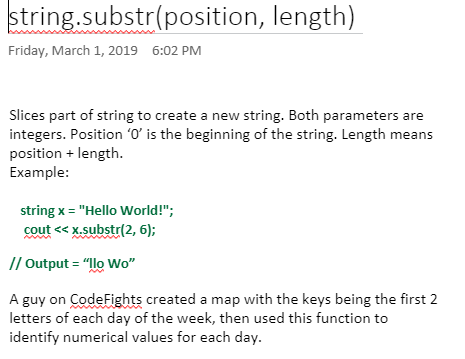 string.substr(position, length)
Friday, March 1, 2019 6:02 PM
Slices part of string to create a new string. Both parameters are
integers. Position ‘0’ is the beginning of the string. Length means
position + length.
Example:
string x = "Hello World!";
cout << x.substr(2, 6);
// Output = “llo Wo”
A guy on CodeFights created a map with the keys being the first 2
letters of each day of the week, then used this function to
identify numerical values for each day.